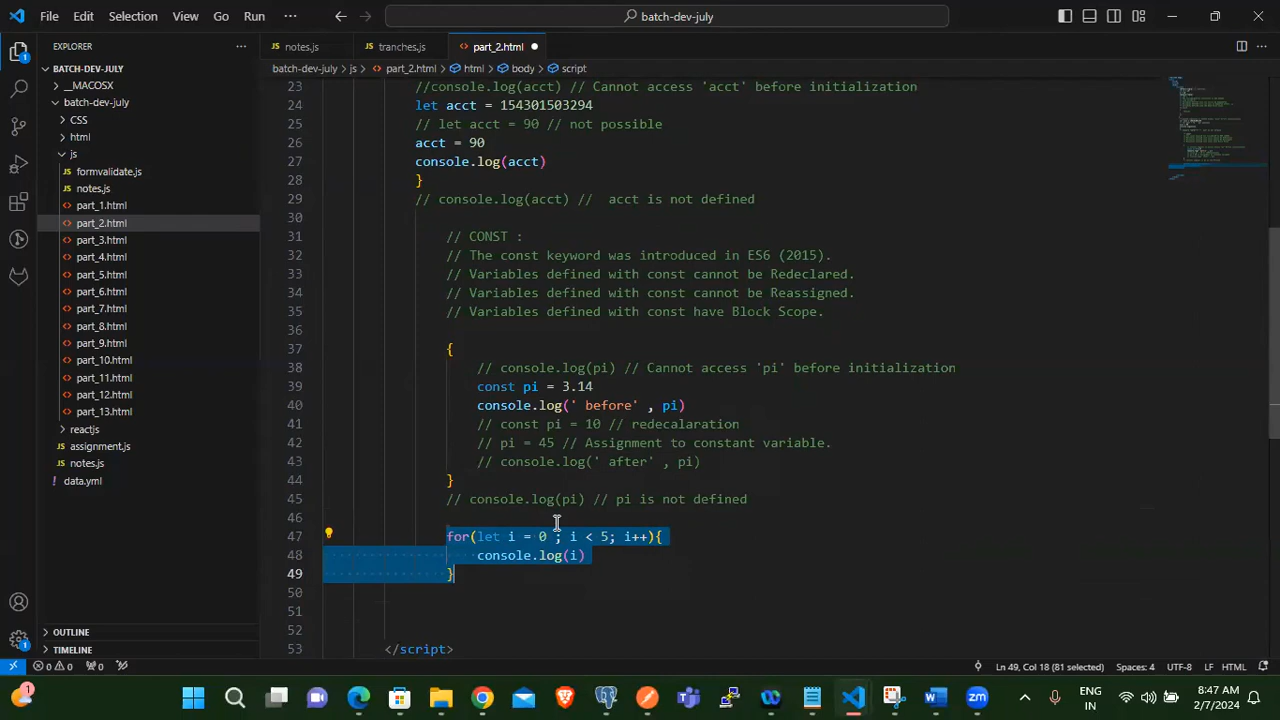 File Edit Selection View Go Run ···
batch-dev-july
EXPLORER ···
notes.js tranches.js part_2.html
BATCH-DEV-JULY
batch-dev-july > js > part_2.html > html > body > script
__MACOSX
batch-dev-july
CSS
html
js
formvalidate.js
notes.js
part_1.html
part_2.html
part_3.html
part_4.html
part_5.html
part_6.html
part_7.html
part_8.html
part_9.html
part_10.html
part_11.html
part_12.html
part_13.html
reactjs
assignment.js
notes.js
data.yml
OUTLINE
TIMELINE
23 //console.log(acct) // Cannot access 'acct' before initialization
24 let acct = 154301503294
25 // let acct = 90 // not possible
26 acct = 90
27 console.log(acct)
28 }
29 // console.log(acct) //  acct is not defined
30
31 // CONST :
32 // The const keyword was introduced in ES6 (2015).
33 // Variables defined with const cannot be Redeclared.
34 // Variables defined with const cannot be Reassigned.
35 // Variables defined with const have Block Scope.
36
37 {
38 // console.log(pi) // Cannot access 'pi' before initialization
39 const pi = 3.14
40 console.log(' before' , pi)
41 // const pi = 10 // redecalaration
42 // pi = 45 // Assignment to constant variable.
43 // console.log(' after' , pi)
44 }
45 // console.log(pi) // pi is not defined
46
47 for(let i = 0 ; i < 5; i++){
48 console.log(i)
49 }
50
51
52
53 </script>
0 0 0 Ln 49, Col 18 (81 selected) Spaces: 4 UTF-8 LF HTML
1 ENG IN 8:47 AM 2/7/2024